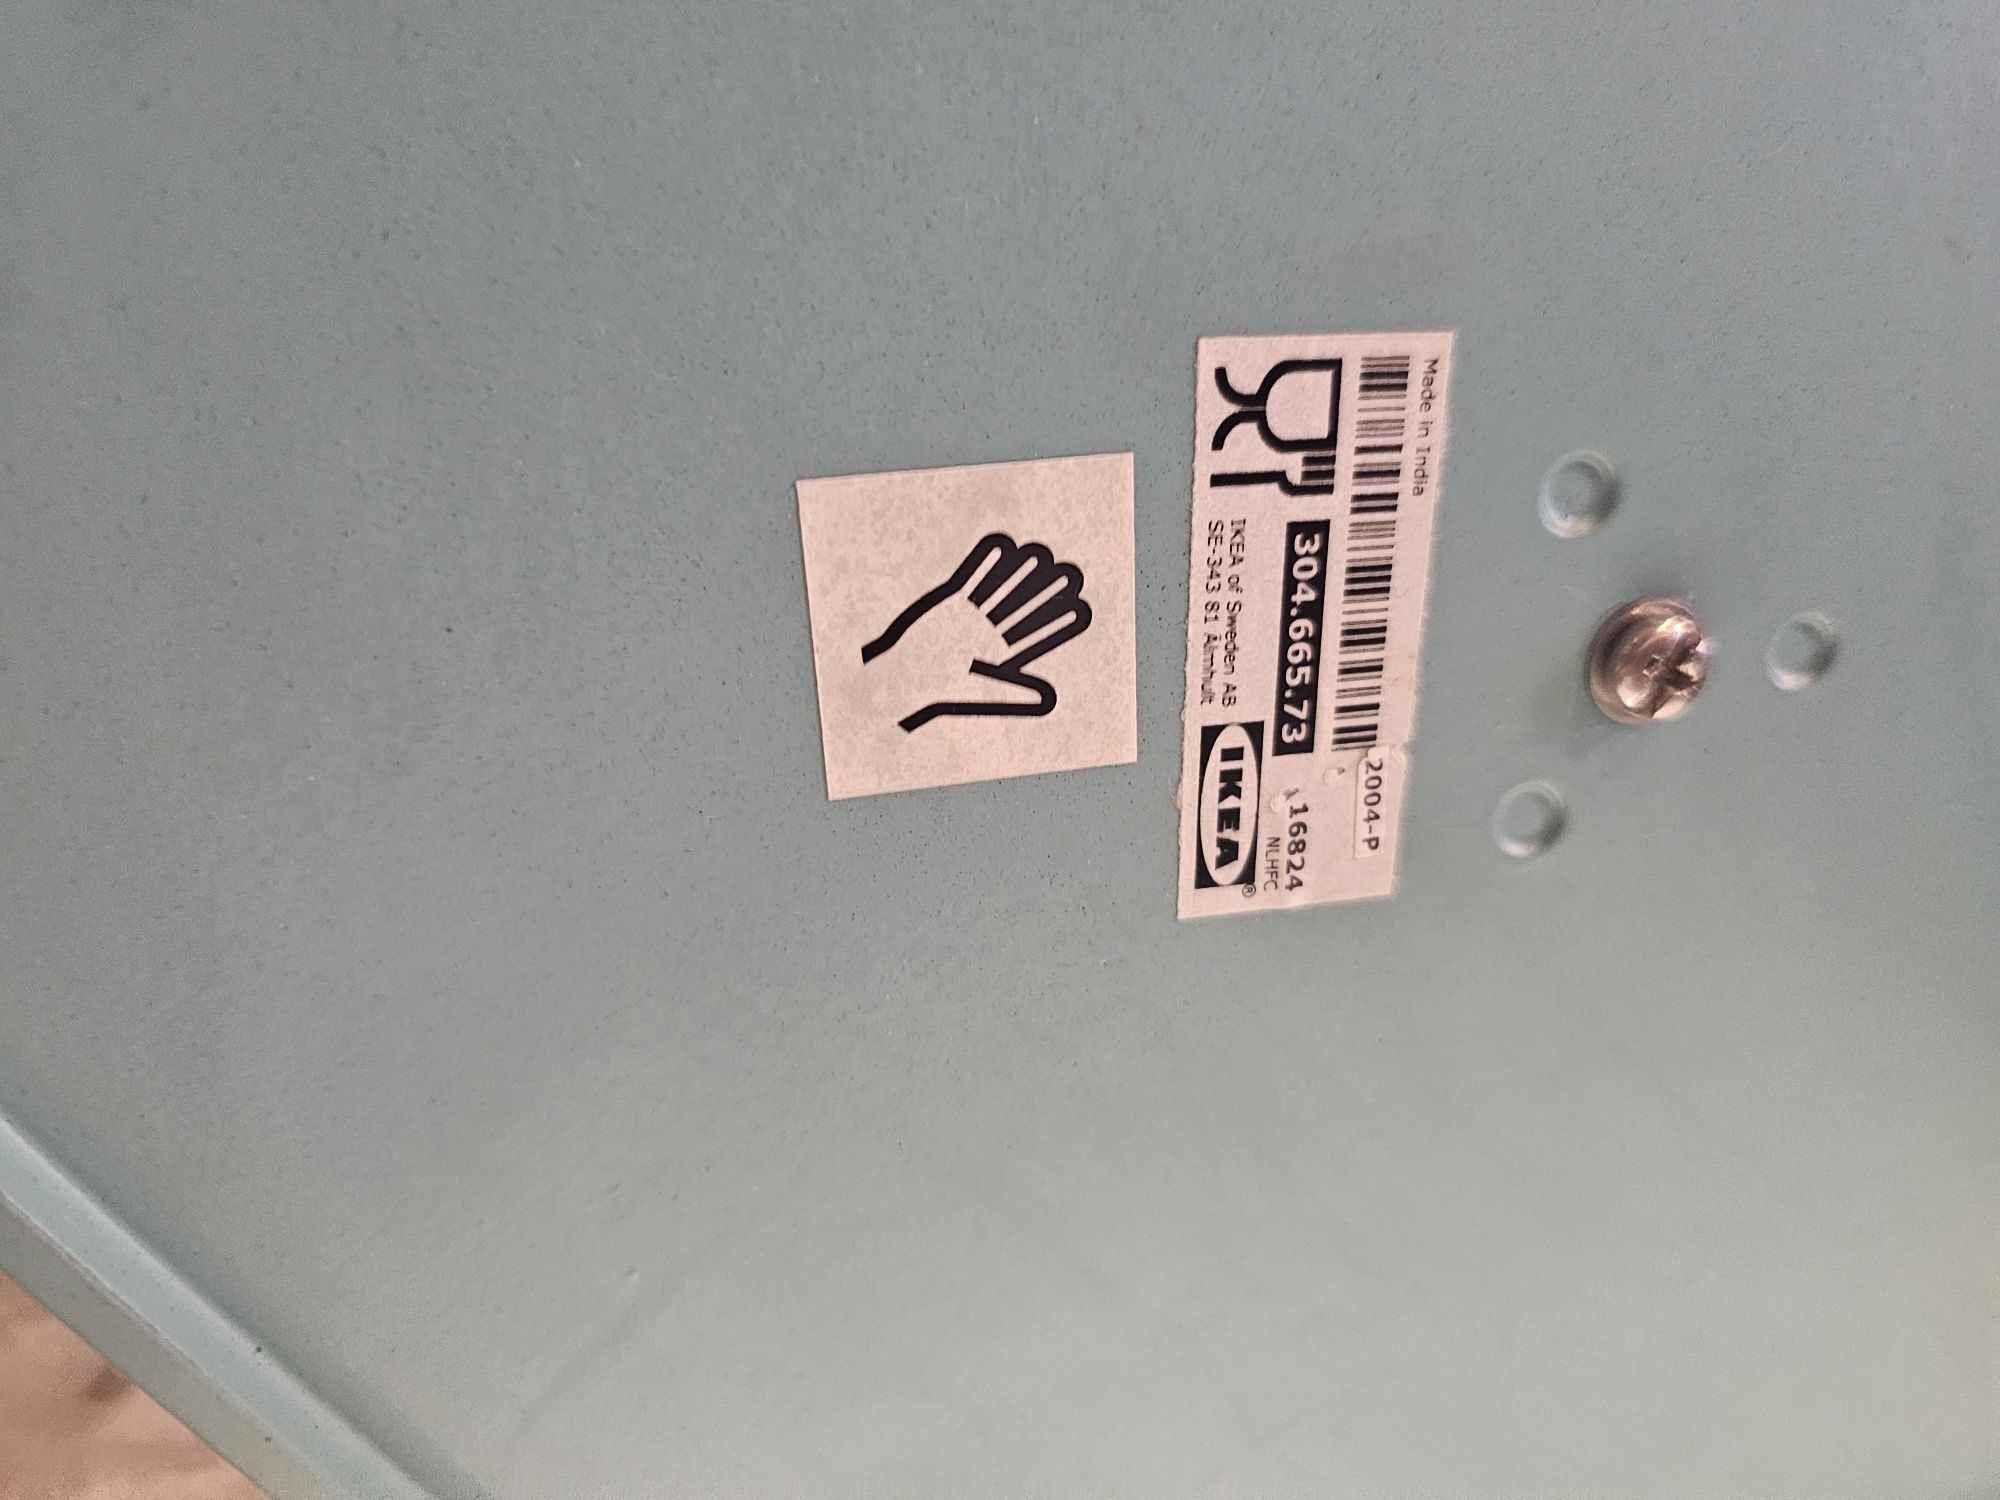 Made in India
2004-P
304.665.73
16824
NLHFC
IKEA of Sweden AB
SE-343 81 Älmhult
IKEA®